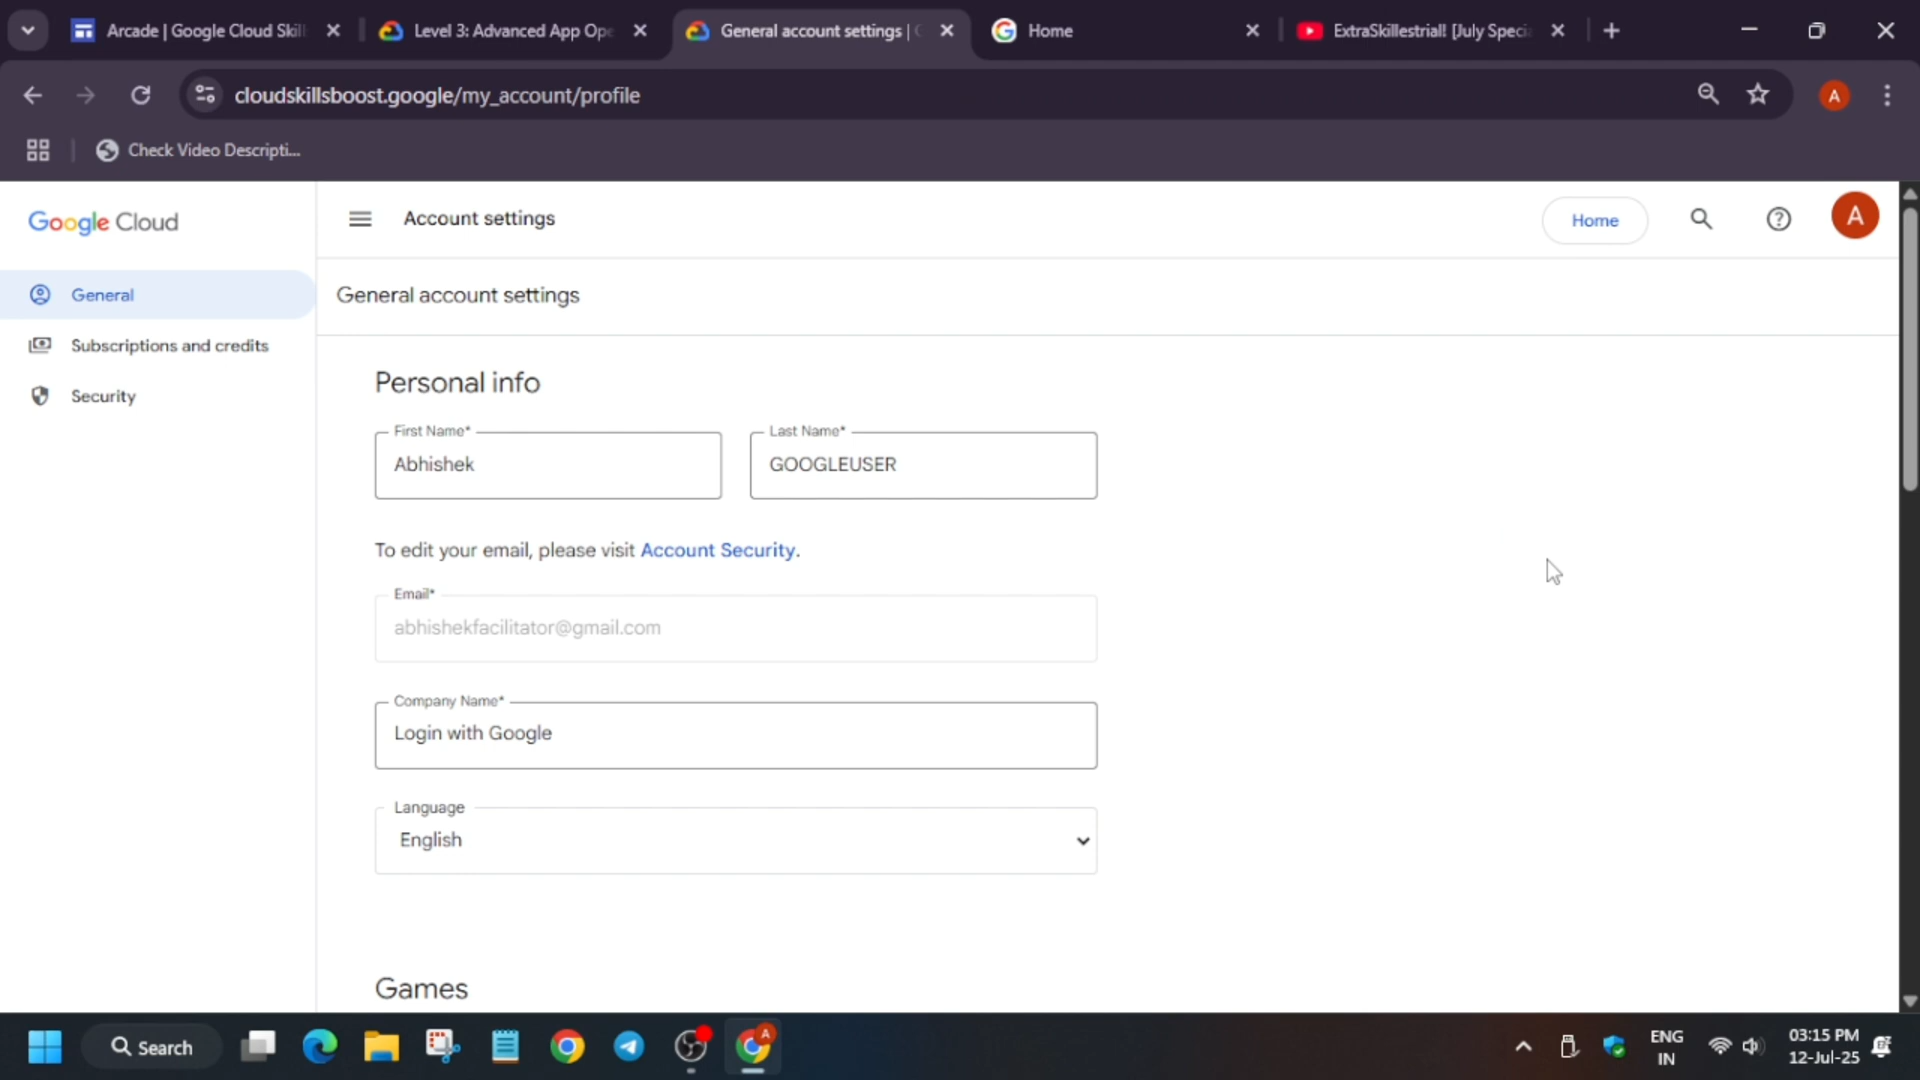 Arcade | Google Cloud Skil
Level 3: Advanced App Ope
General account settings |
Home
ExtraSkillestrial! [July Speci
cloudskillsboost.google/my_account/profile
A
Check Video Descripti...
Google Cloud
Account settings
Home
A
General
General account settings
Subscriptions and credits
Security
Personal info
First Name*
Last Name*
Abhishek
GOOGLEUSER
To edit your email, please visit Account Security.
Email*
abhishekfacilitator@gmail.com
Company Name*
Login with Google
Language
English
Games
Search
A
ENG
IN
03:15 PM
12-Jul-25